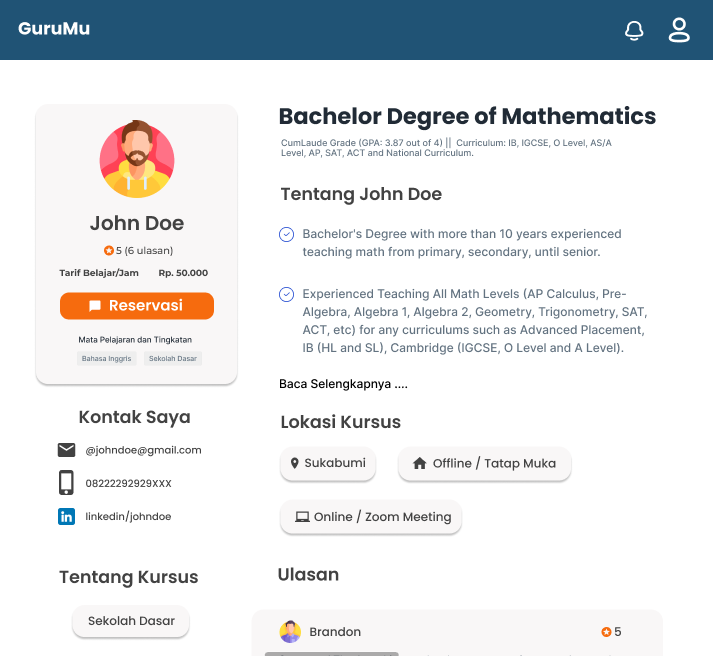 GuruMu
John Doe
5 (6 ulasan)
Tarif Belajar/Jam Rp. 50.000
Reservasi
Mata Pelajaran dan Tingkatan
Bahasa Inggris Sekolah Dasar
Kontak Saya
@johndoe@gmail.com
08222292929XXX
linkedin/johndoe
Tentang Kursus
Sekolah Dasar
Bachelor Degree of Mathematics
CumLaude Grade (GPA: 3.87 out of 4) || Curriculum: IB, IGCSE, O Level, AS/A
Level, AP, SAT, ACT and National Curriculum.
Tentang John Doe
Bachelor's Degree with more than 10 years experienced
teaching math from primary, secondary, until senior.
Experienced Teaching All Math Levels (AP Calculus, Pre-
Algebra, Algebra 1, Algebra 2, Geometry, Trigonometry, SAT,
ACT, etc) for any curriculums such as Advanced Placement,
IB (HL and SL), Cambridge (IGCSE, O Level and A Level).
Baca Selengkapnya ....
Lokasi Kursus
Sukabumi
Offline / Tatap Muka
Online / Zoom Meeting
Ulasan
Brandon 5